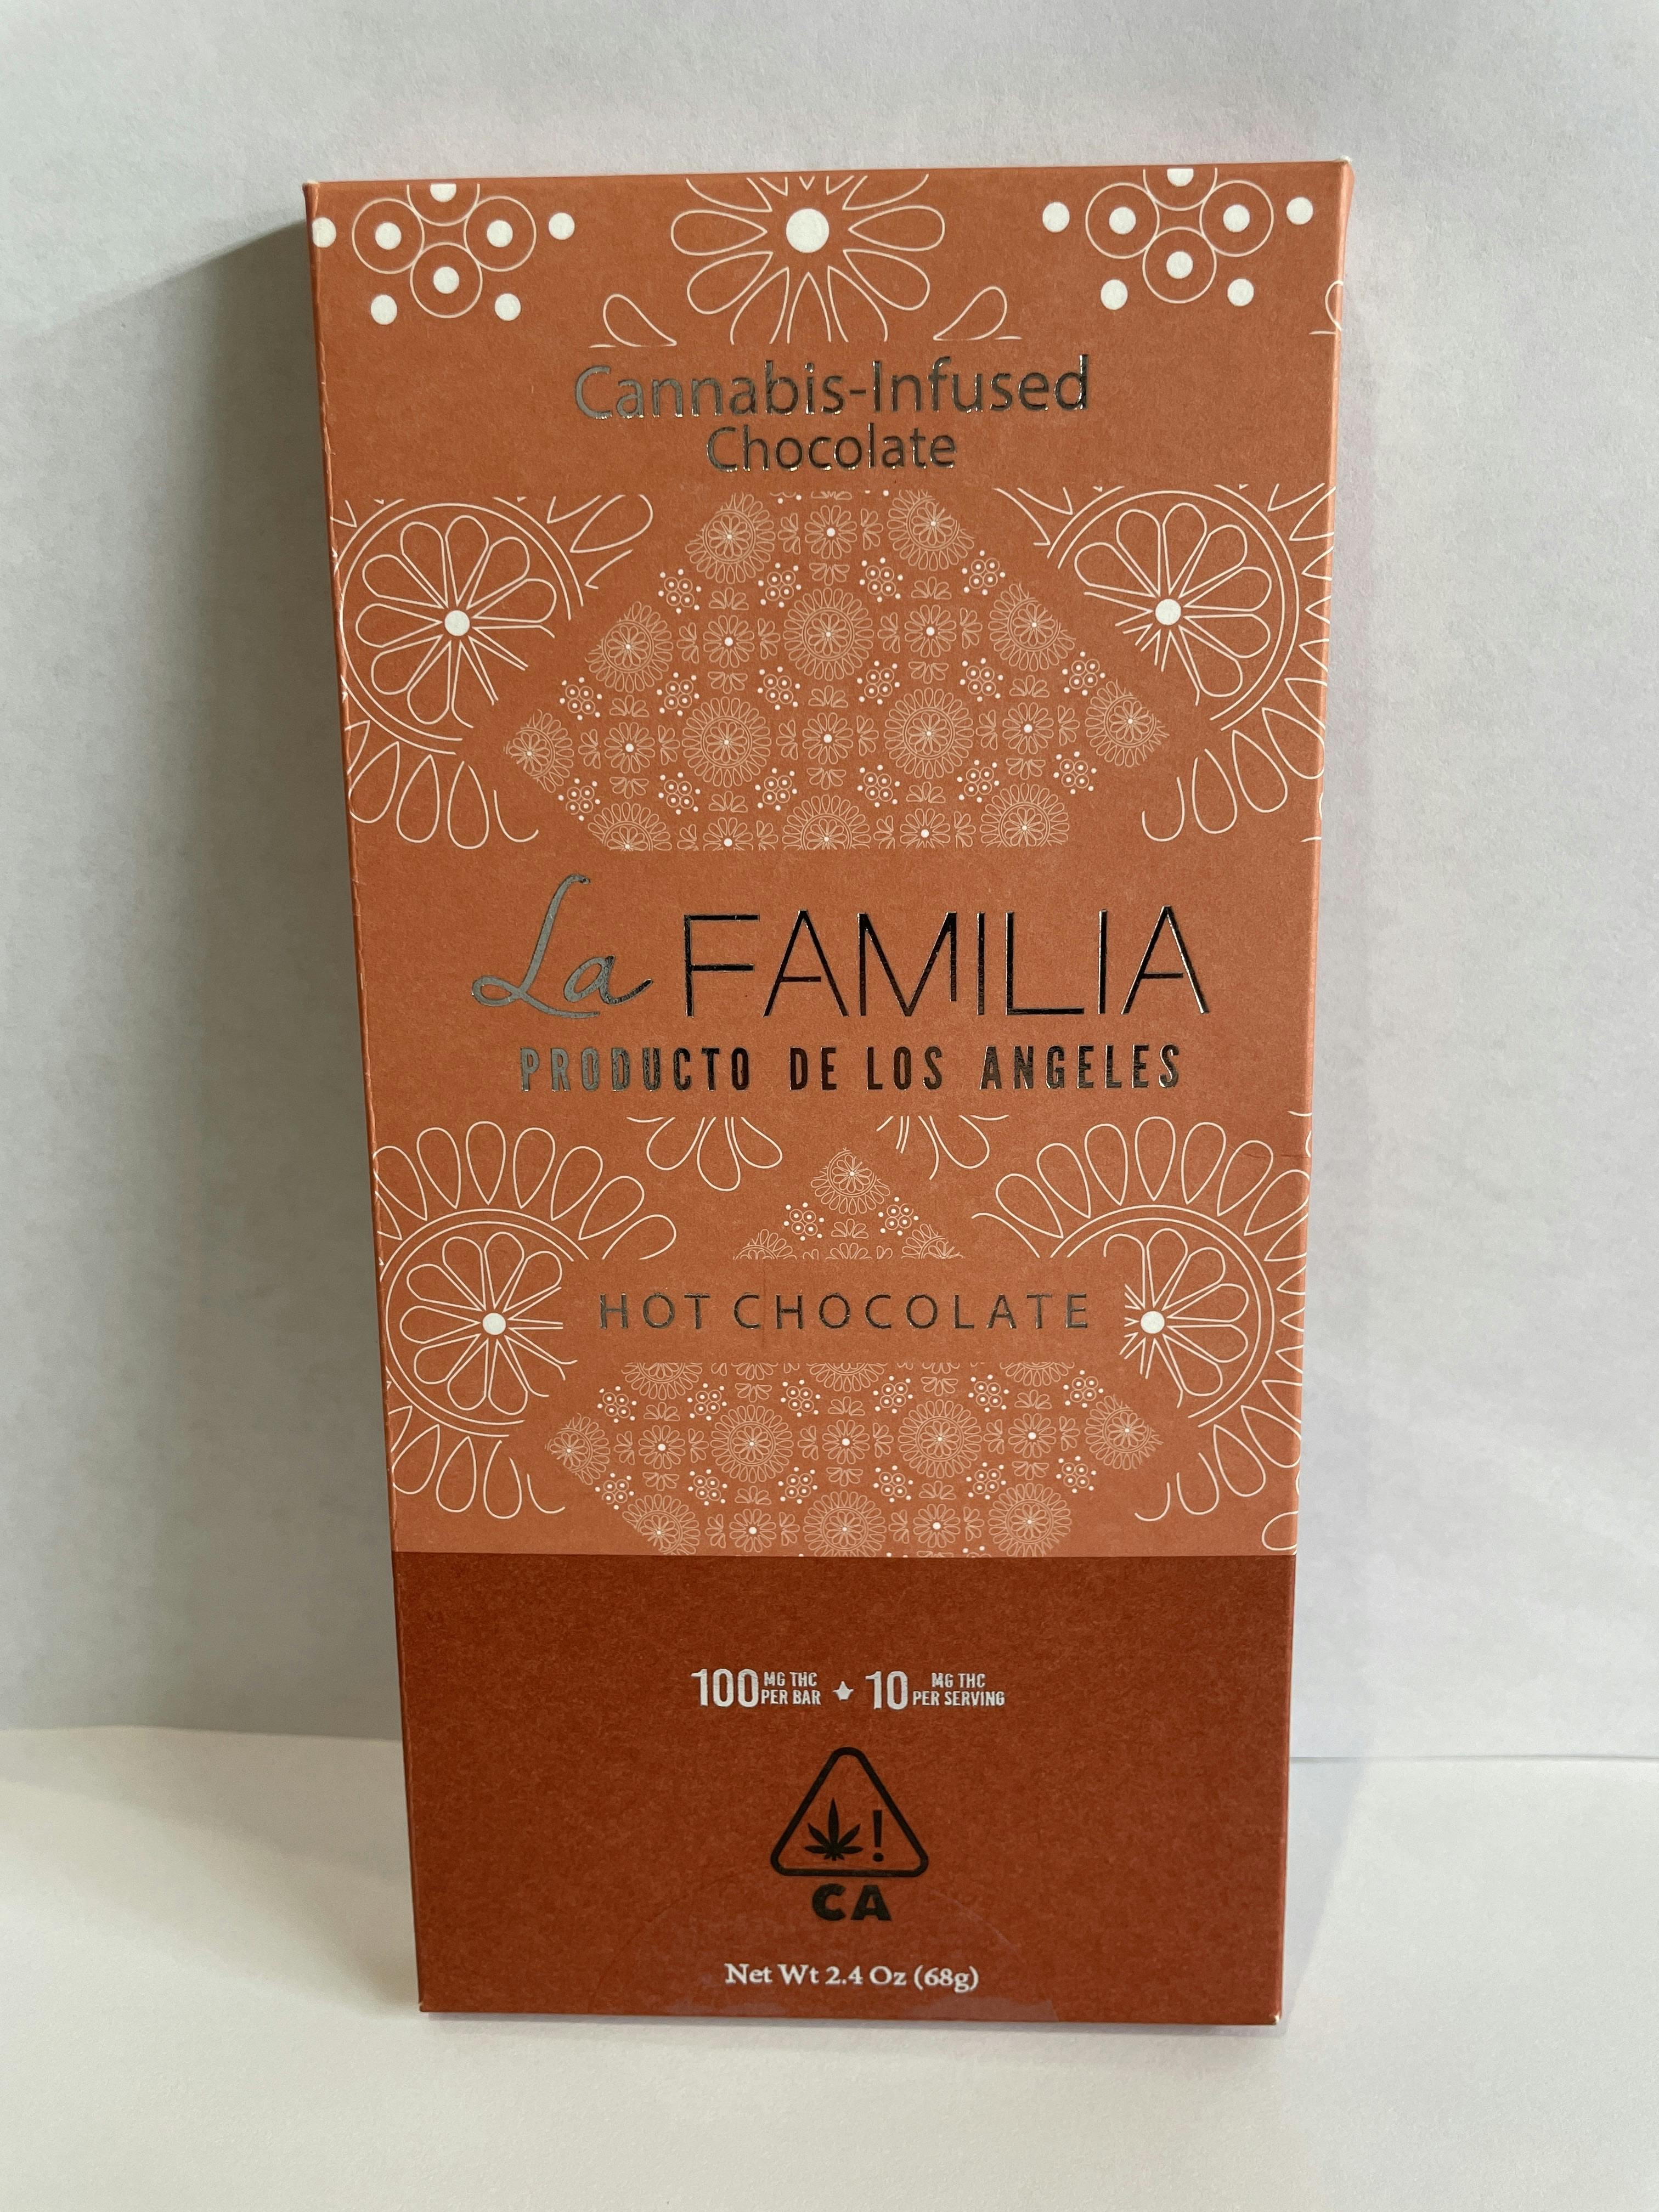 Cannabis-Infused
Chocolate
La FAMILIA
PRODUCTO DE LOS ANGELES
HOT CHOCOLATE
100 MG THC PER BAR 10 MG THC PER SERVING
!
CA
Net Wt 2.4 Oz (68g)